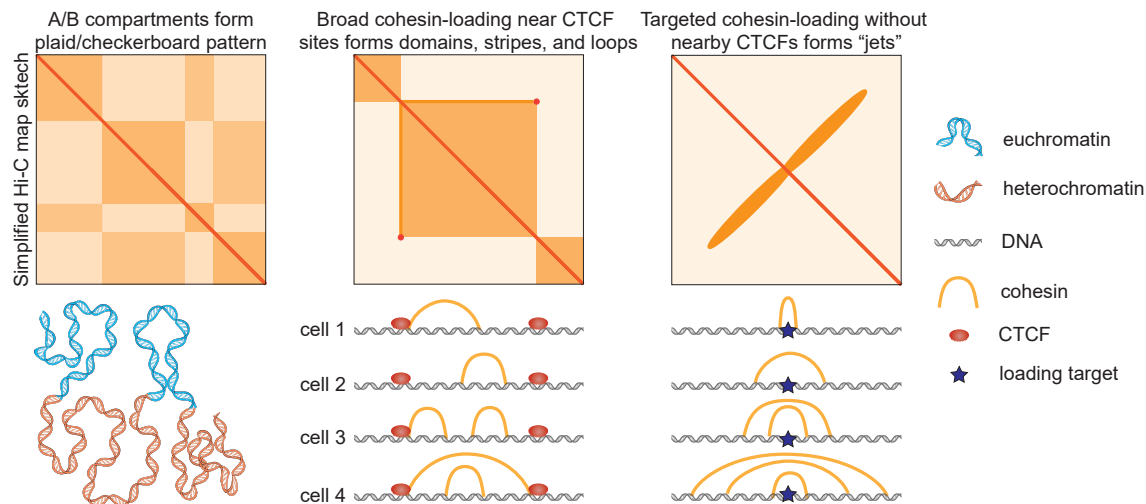 A/B compartments form
plaid/checkerboard pattern
Broad cohesin-loading near CTCF
sites forms domains, stripes, and loops
Targeted cohesin-loading without
nearby CTCFs forms “jets”
Simplified Hi-C map sktech
euchromatin
heterochromatin
DNA
cohesin
CTCF
loading target
cell 1
cell 2
cell 3
cell 4